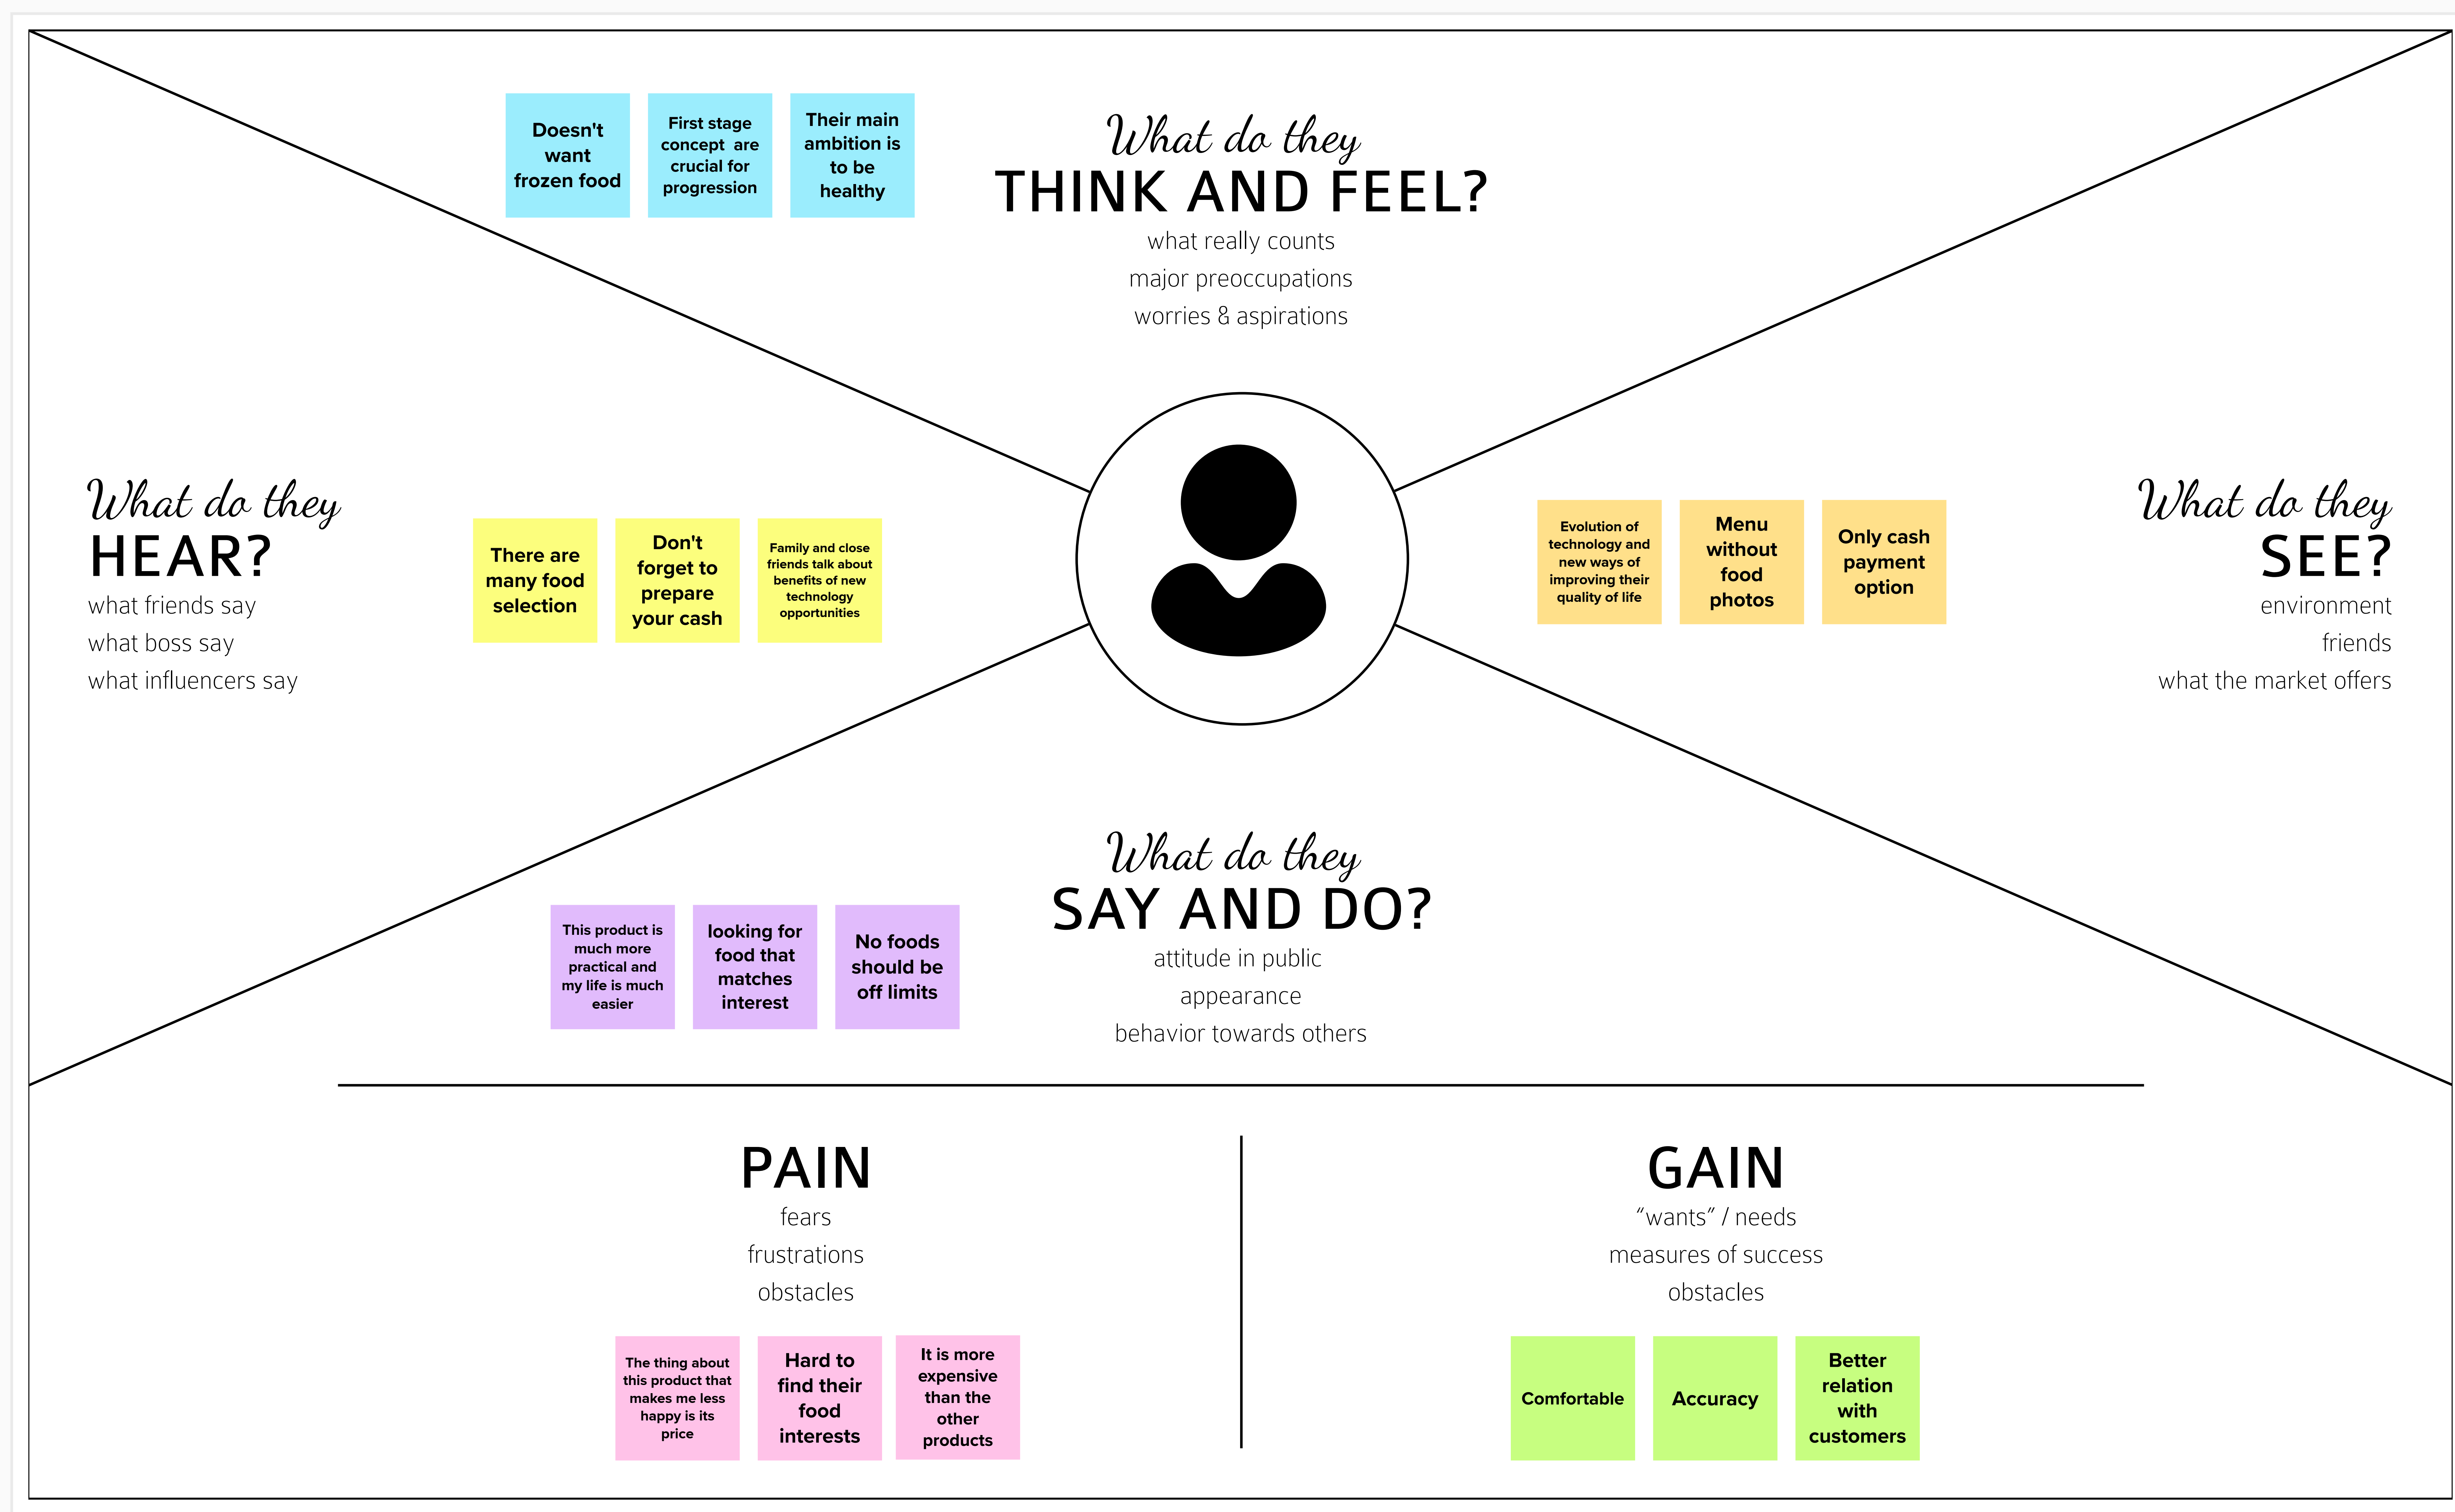 Doesn't
want
frozen food
First stage
concept are
crucial for
progression
Their main
ambition is
to be
healthy
What do they
THINK AND FEEL?
what really counts
major preoccupations
worries & aspirations
What do they
HEAR?
what friends say
what boss say
what influencers say
There are
many food
selection
Don't
forget to
prepare
your cash
Family and close
friends talk about
benefits of new
technology
opportunities
Evolution of
technology and
new ways of
improving their
quality of life
Menu
without
food
photos
Only cash
payment
option
What do they
SEE?
environment
friends
what the market offers
What do they
SAY AND DO?
attitude in public
appearance
behavior towards others
This product is
much more
practical and
my life is much
easier
looking for
food that
matches
interest
No foods
should be
off limits
PAIN
fears
frustrations
obstacles
The thing about
this product that
makes me less
happy is its
price
Hard to
find their
food
interests
It is more
expensive
than the
other
products
GAIN
“wants” / needs
measures of success
obstacles
Comfortable
Accuracy
Better
relation
with
customers